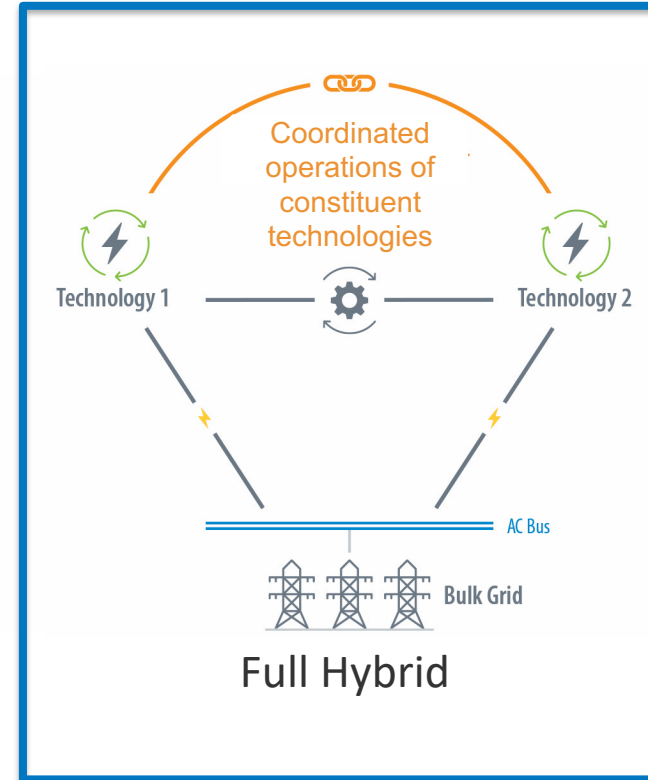 Coordinated
operations of
constituent
technologies
Technology 1
Technology 2
AC Bus
Bulk Grid
Full Hybrid